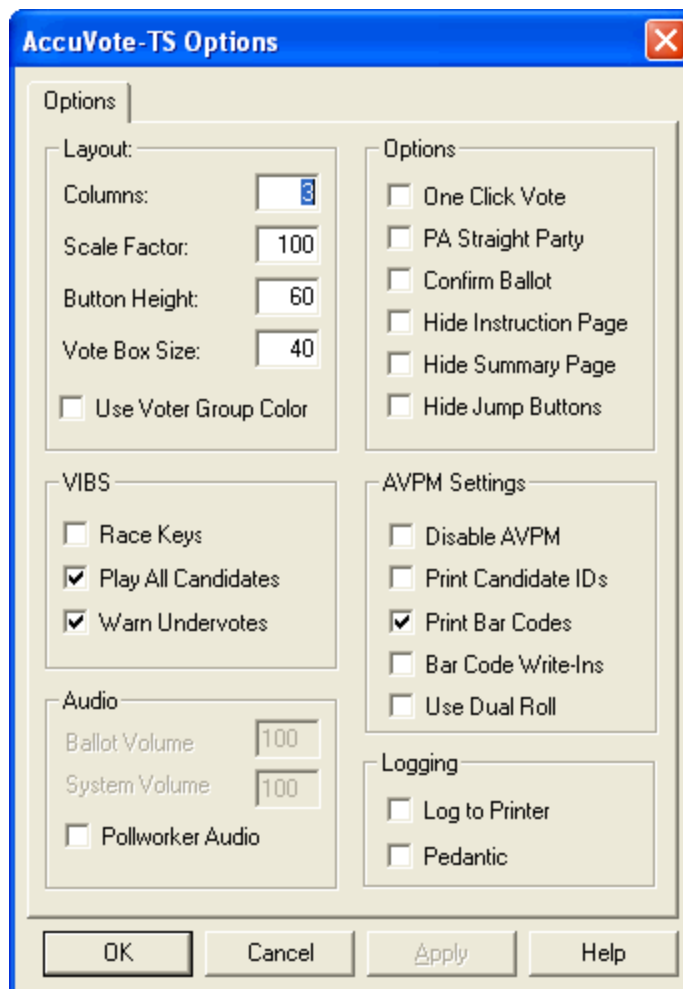 AccuVote-TS Options
Options
Layout:
Columns: 3
Scale Factor: 100
Button Height: 60
Vote Box Size: 40
Use Voter Group Color
Options
One Click Vote
PA Straight Party
Confirm Ballot
Hide Instruction Page
Hide Summary Page
Hide Jump Buttons
VIBS
Race Keys
Play All Candidates
Warn Undervotes
AVPM Settings
Disable AVPM
Print Candidate IDs
Print Bar Codes
Bar Code Write-Ins
Use Dual Roll
Audio
Ballot Volume 100
System Volume 100
Pollworker Audio
Logging
Log to Printer
Pedantic
OK Cancel Apply Help